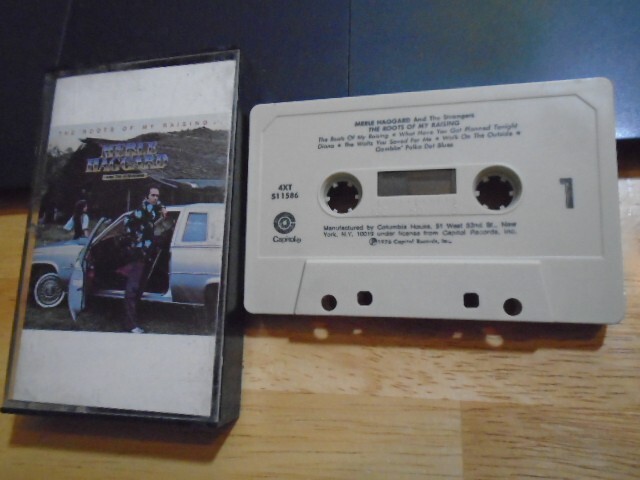 THE ROOTS OF MY RAISING
MERLE
HAGGARD
MERLE HAGGARD And The Strangers
THE ROOTS OF MY RAISING
The Roots Of My Raising • What Have You Got Planned Tonight
Diana • The Waltz You Saved For Me • Walk On The Outside •
Gamblin' Polka Dot Blues
4XT
511586
1
Capitol®
Manufactured by Columbia House, 51 West 52nd St., New
York, N.Y. 10019 under license from Capitol Records, Inc.
Ⓟ1976 Capitol Records, Inc.